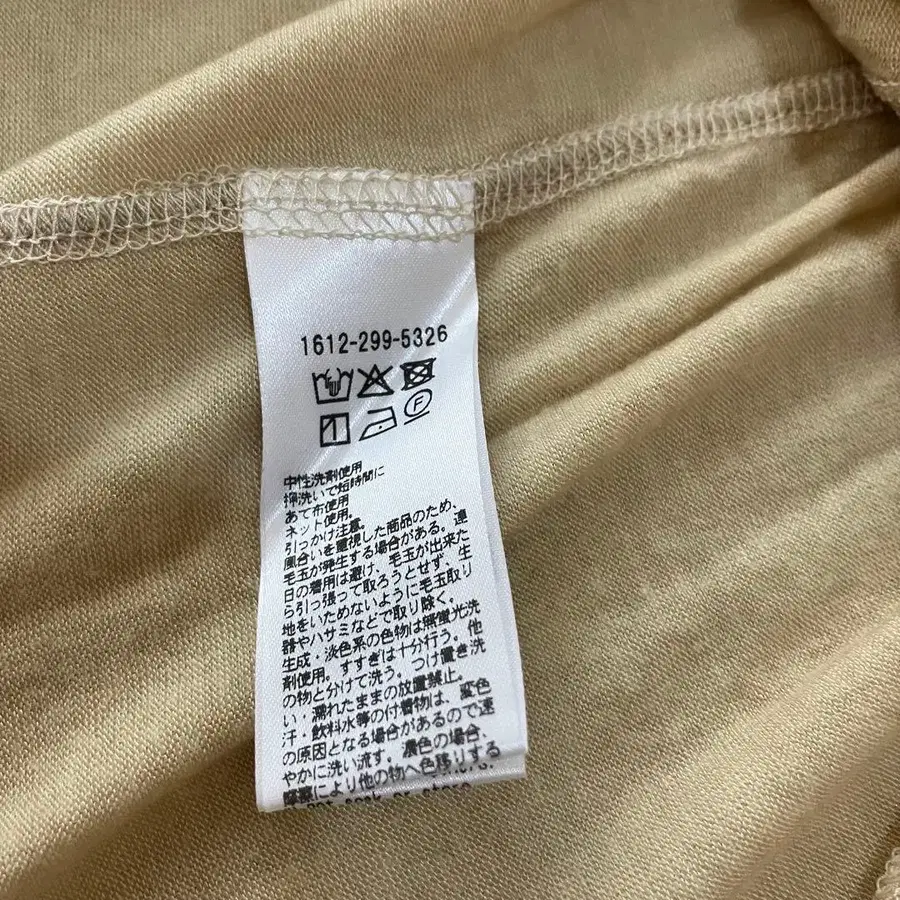 1612-299-5326
F
中性洗剤使用
押洗いで短時間に
あて布使用
ネット使用。
引っかけ注意。
風合いを重視した商品のため、
毛玉が発生する場合がある。連
日の着用は避け、毛玉が出来た
ら引っ張って取ろうとせず、生
地をいためないように毛玉取り
器やハサミなどで取り除く。
生成・淡色系の色物は無蛍光洗
剤使用。すすぎは十分行う。他
の物と分けて洗う。つけ置き洗
い・濡れたままの放置禁止。
汗・飲料水等の付着物は、変色
の原因となる場合があるので速
やかに洗い流す。濃色の場合、
摩擦により他の物へ色移りする